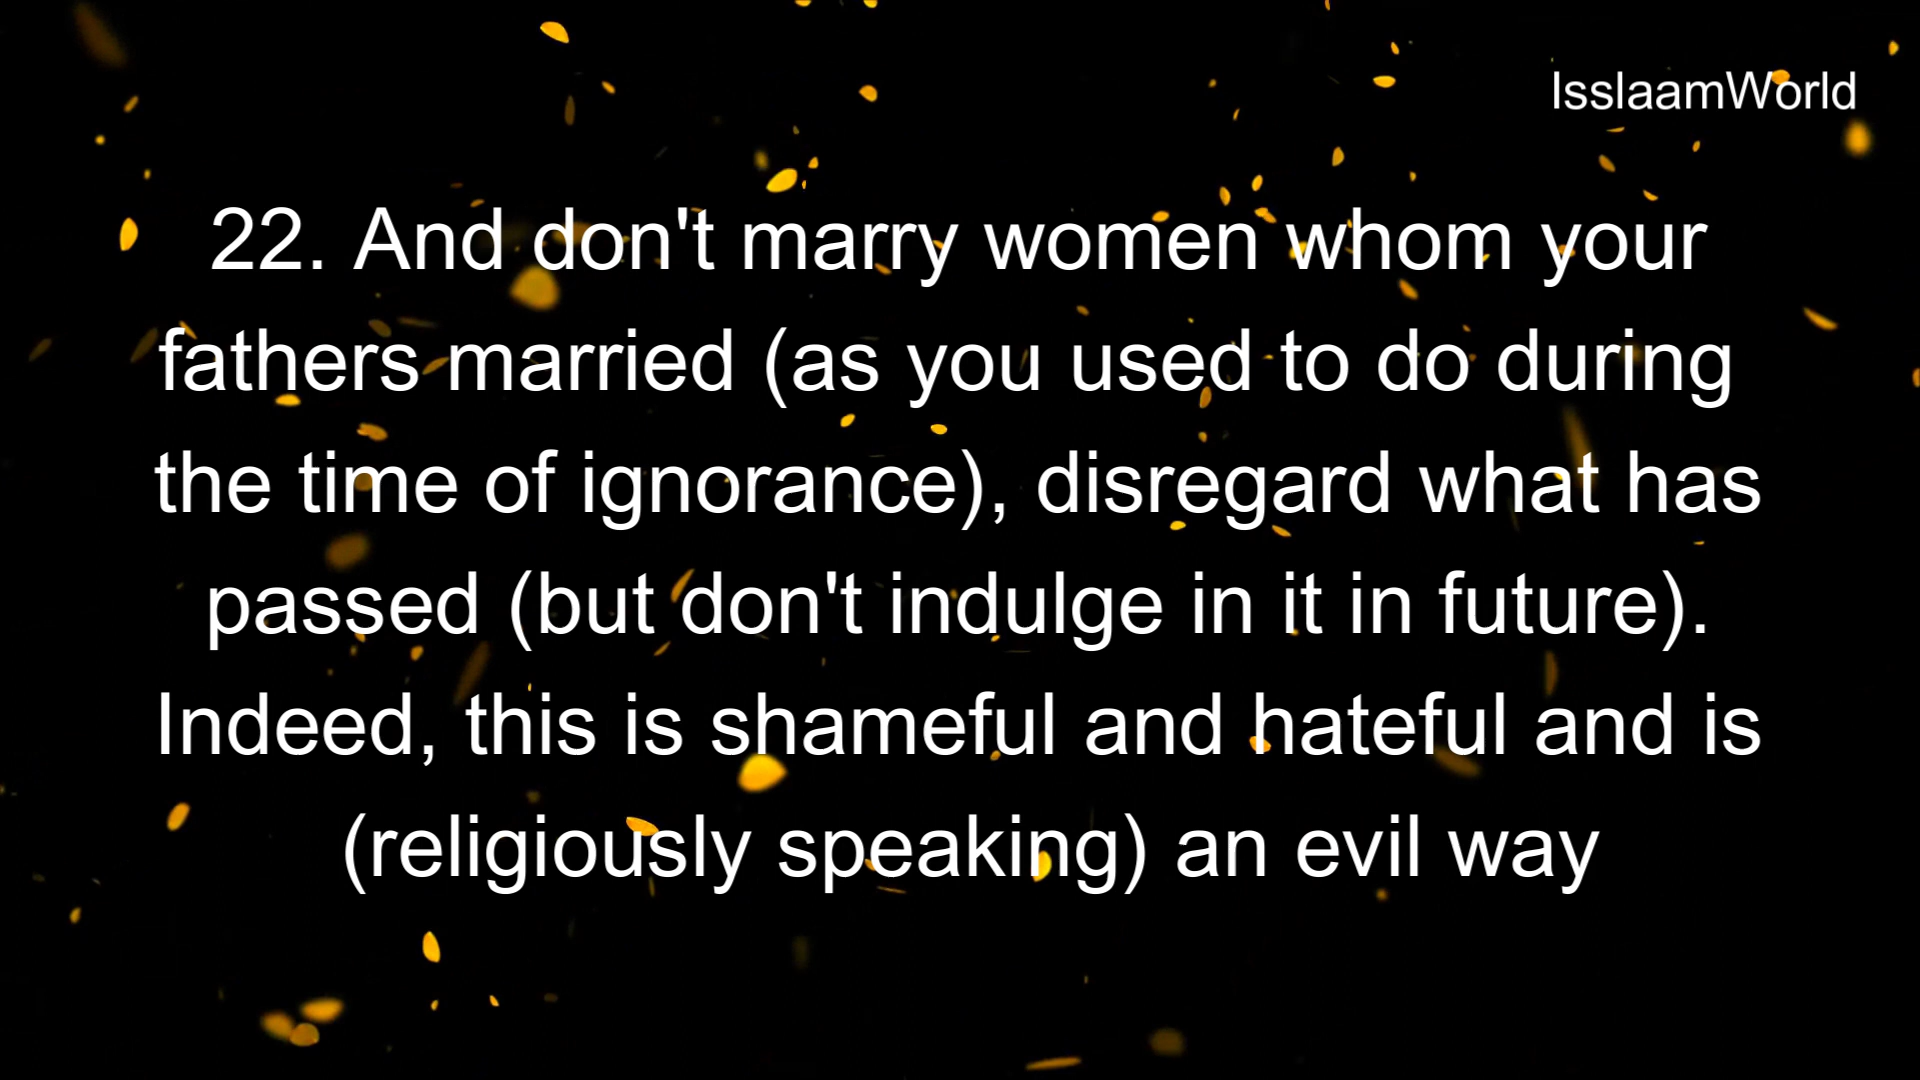 IsslaamWorld
22. And don't marry women whom your
fathers married (as you used to do during
the time of ignorance), disregard what has
passed (but don't indulge in it in future).
Indeed, this is shameful and hateful and is
(religiously speaking) an evil way